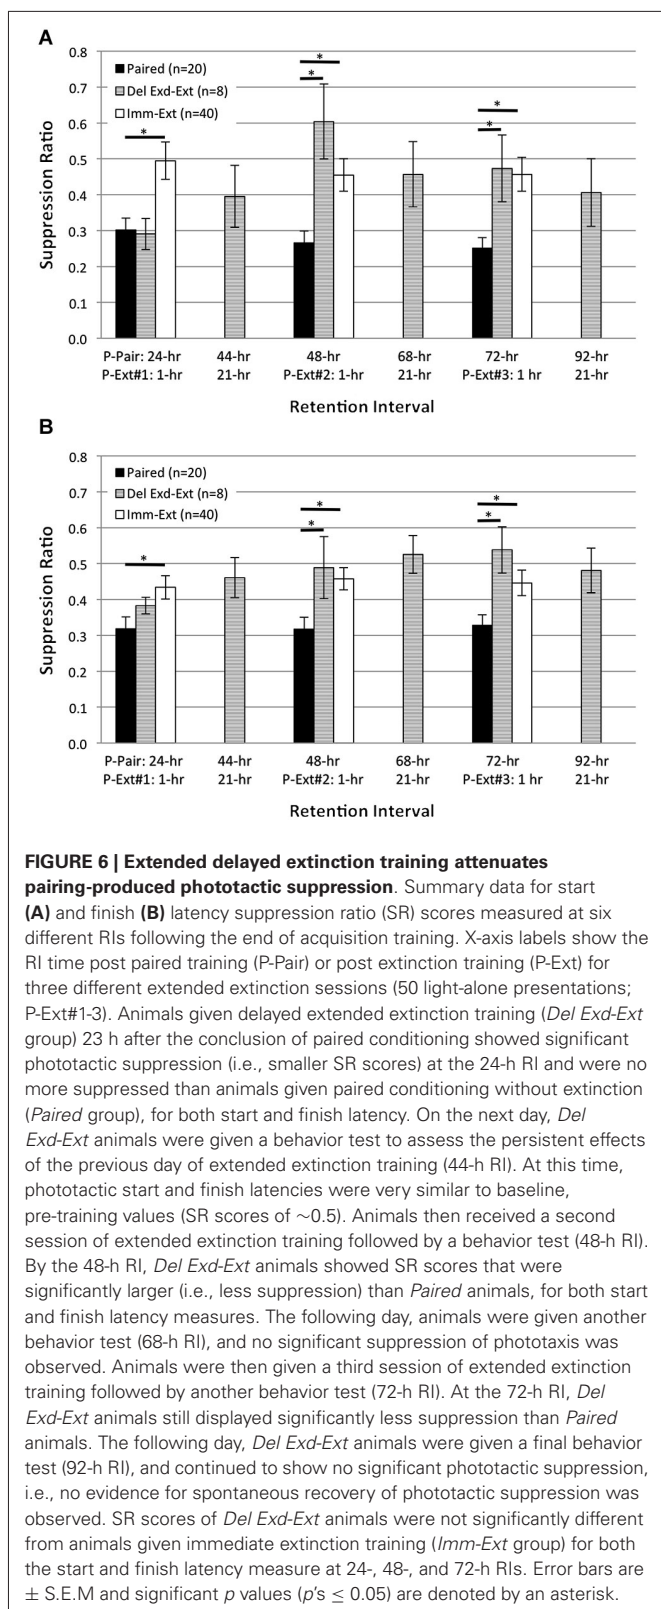 A
0.8
0.7
0.6
0.5
0.4
0.3
0.2
0.1
0.0
Suppression Ratio
Paired (n=20)
Del Exd-Ext (n=8)
Imm-Ext (n=40)
*
*
*
*
*
P-Pair: 24-hr 44-hr 48-hr 68-hr 72-hr 92-hr
P-Ext#1: 1-hr 21-hr P-Ext#2: 1-hr 21-hr P-Ext#3: 1 hr 21-hr
Retention Interval
B
0.8
0.7
0.6
0.5
0.4
0.3
0.2
0.1
0.0
Suppression Ratio
Paired (n=20)
Del Exd-Ext (n=8)
Imm-Ext (n=40)
*
*
*
*
*
P-Pair: 24-hr 44-hr 48-hr 68-hr 72-hr 92-hr
P-Ext#1: 1-hr 21-hr P-Ext#2: 1-hr 21-hr P-Ext#3: 1 hr 21-hr
Retention Interval
FIGURE 6 | Extended delayed extinction training attenuates
pairing-produced phototactic suppression. Summary data for start
(A) and finish (B) latency suppression ratio (SR) scores measured at six
different RIs following the end of acquisition training. X-axis labels show the
RI time post paired training (P-Pair) or post extinction training (P-Ext) for
three different extended extinction sessions (50 light-alone presentations;
P-Ext#1-3). Animals given delayed extended extinction training (Del Exd-Ext
group) 23 h after the conclusion of paired conditioning showed significant
phototactic suppression (i.e., smaller SR scores) at the 24-h RI and were no
more suppressed than animals given paired conditioning without extinction
(Paired group), for both start and finish latency. On the next day, Del
Exd-Ext animals were given a behavior test to assess the persistent effects
of the previous day of extended extinction training (44-h RI). At this time,
phototactic start and finish latencies were very similar to baseline,
pre-training values (SR scores of ∼0.5). Animals then received a second
session of extended extinction training followed by a behavior test (48-h RI).
By the 48-h RI, Del Exd-Ext animals showed SR scores that were
significantly larger (i.e., less suppression) than Paired animals, for both start
and finish latency measures. The following day, animals were given another
behavior test (68-h RI), and no significant suppression of phototaxis was
observed. Animals were then given a third session of extended extinction
training followed by another behavior test (72-h RI). At the 72-h RI, Del
Exd-Ext animals still displayed significantly less suppression than Paired
animals. The following day, Del Exd-Ext animals were given a final behavior
test (92-h RI), and continued to show no significant phototactic suppression,
i.e., no evidence for spontaneous recovery of phototactic suppression was
observed. SR scores of Del Exd-Ext animals were not significantly different
from animals given immediate extinction training (Imm-Ext group) for both
the start and finish latency measure at 24-, 48-, and 72-h RIs. Error bars are
± S.E.M and significant p values (p's ≤ 0.05) are denoted by an asterisk.